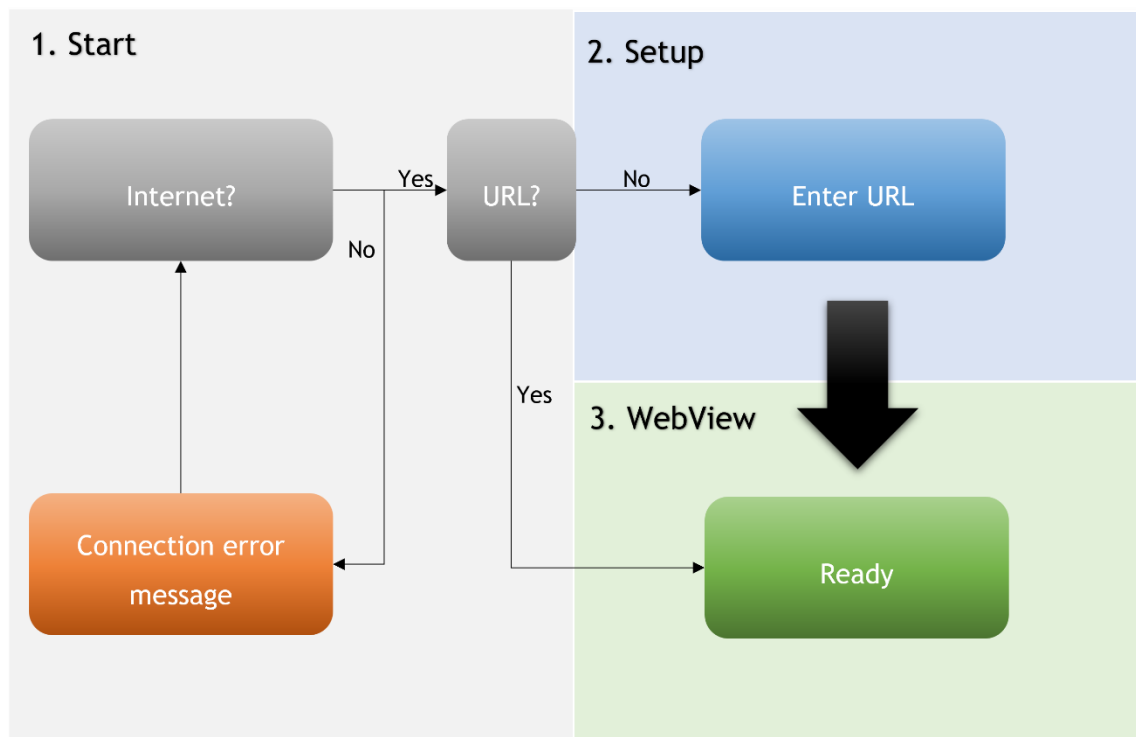 1. Start
2. Setup
Internet?
Yes
URL?
No
Enter URL
No
Yes
3. WebView
Connection error
message
Ready